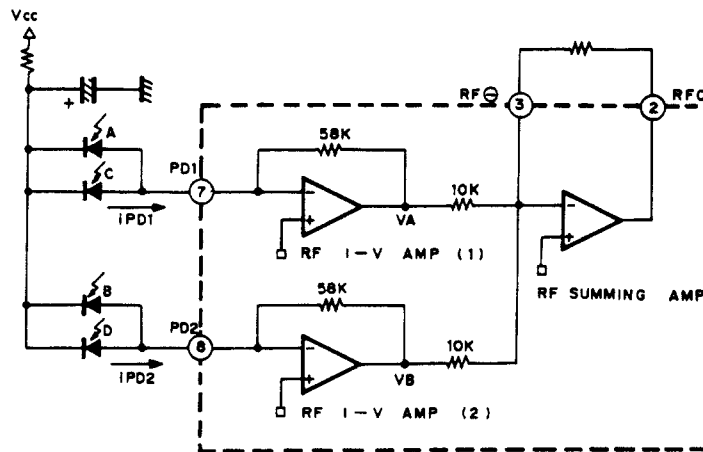 Vcc
+
A
C
iPD1
PD1
7
58K
-
+
VA
RF I-V AMP (1)
10K
RF ⊖
3
2
RFO
-
+
RF SUMMING AMP
B
D
iPD2
PD2
8
58K
-
+
VB
RF I-V AMP (2)
10K